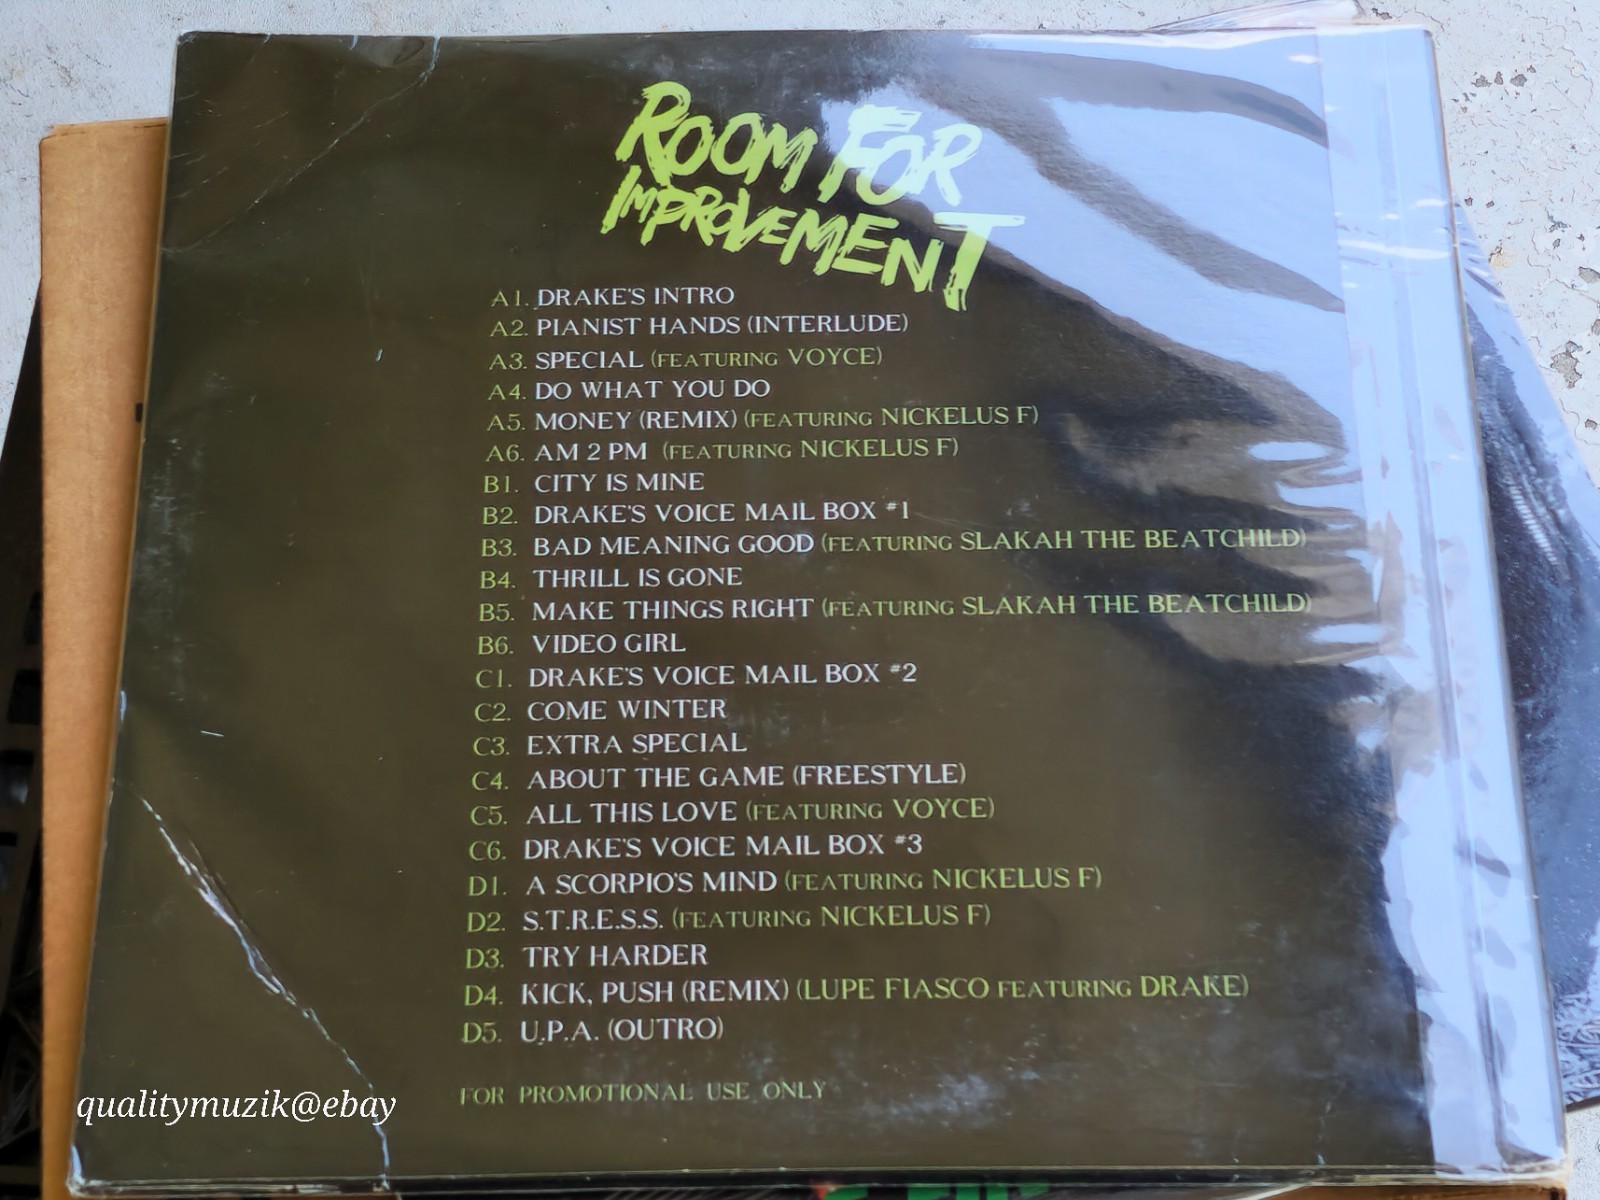 ROOM FOR
IMPROVEMENT
A1. DRAKE'S INTRO
A2. PIANIST HANDS (INTERLUDE)
A3. SPECIAL (FEATURING VOYCE)
A4. DO WHAT YOU DO
A5. MONEY (REMIX) (FEATURING NICKELUS F)
A6. AM 2 PM (FEATURING NICKELUS F)
B1. CITY IS MINE
B2. DRAKE'S VOICE MAIL BOX #1
B3. BAD MEANING GOOD (FEATURING SLAKAH THE BEATCHILD)
B4. THRILL IS GONE
B5. MAKE THINGS RIGHT (FEATURING SLAKAH THE BEATCHILD)
B6. VIDEO GIRL
C1. DRAKE'S VOICE MAIL BOX #2
C2. COME WINTER
C3. EXTRA SPECIAL
C4. ABOUT THE GAME (FREESTYLE)
C5. ALL THIS LOVE (FEATURING VOYCE)
C6. DRAKE'S VOICE MAIL BOX #3
D1. A SCORPIO'S MIND (FEATURING NICKELUS F)
D2. S.T.R.E.S.S. (FEATURING NICKELUS F)
D3. TRY HARDER
D4. KICK, PUSH (REMIX) (LUPE FIASCO FEATURING DRAKE)
D5. U.P.A. (OUTRO)
FOR PROMOTIONAL USE ONLY
qualitymuzik@ebay